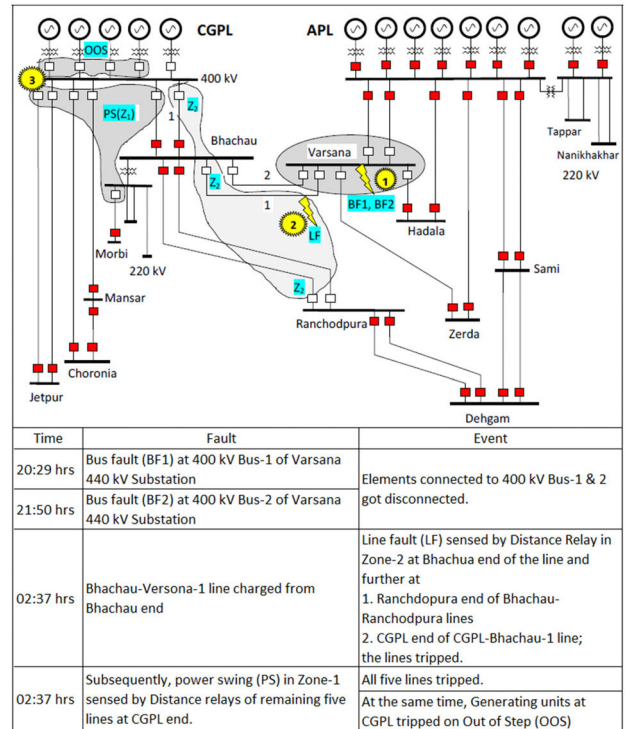 CGPL
APL
OOS
3
400 kV
PS(Z1)
1
Z2
Bhachau
Varsana
Z2
2
1
1
BF1, BF2
2
LF
Z2
Tappar
Nanikhakhar
220 kV
Hadala
Sami
Morbi
220 kV
Mansar
Ranchodpura
Zerda
Choronia
Jetpur
Dehgam
Time
Fault
Event
20:29 hrs
Bus fault (BF1) at 400 kV Bus-1 of Varsana
440 kV Substation
Elements connected to 400 kV Bus-1 & 2
got disconnected.
21:50 hrs
Bus fault (BF2) at 400 kV Bus-2 of Varsana
440 kV Substation
02:37 hrs
Bhachau-Versona-1 line charged from
Bhachau end
Line fault (LF) sensed by Distance Relay in
Zone-2 at Bhachua end of the line and
further at
1. Ranchdopura end of Bhachau-
Ranchodpura lines
2. CGPL end of CGPL-Bhachau-1 line;
the lines tripped.
02:37 hrs
Subsequently, power swing (PS) in Zone-1
sensed by Distance relays of remaining five
lines at CGPL end.
All five lines tripped.
At the same time, Generating units at
CGPL tripped on Out of Step (OOS)